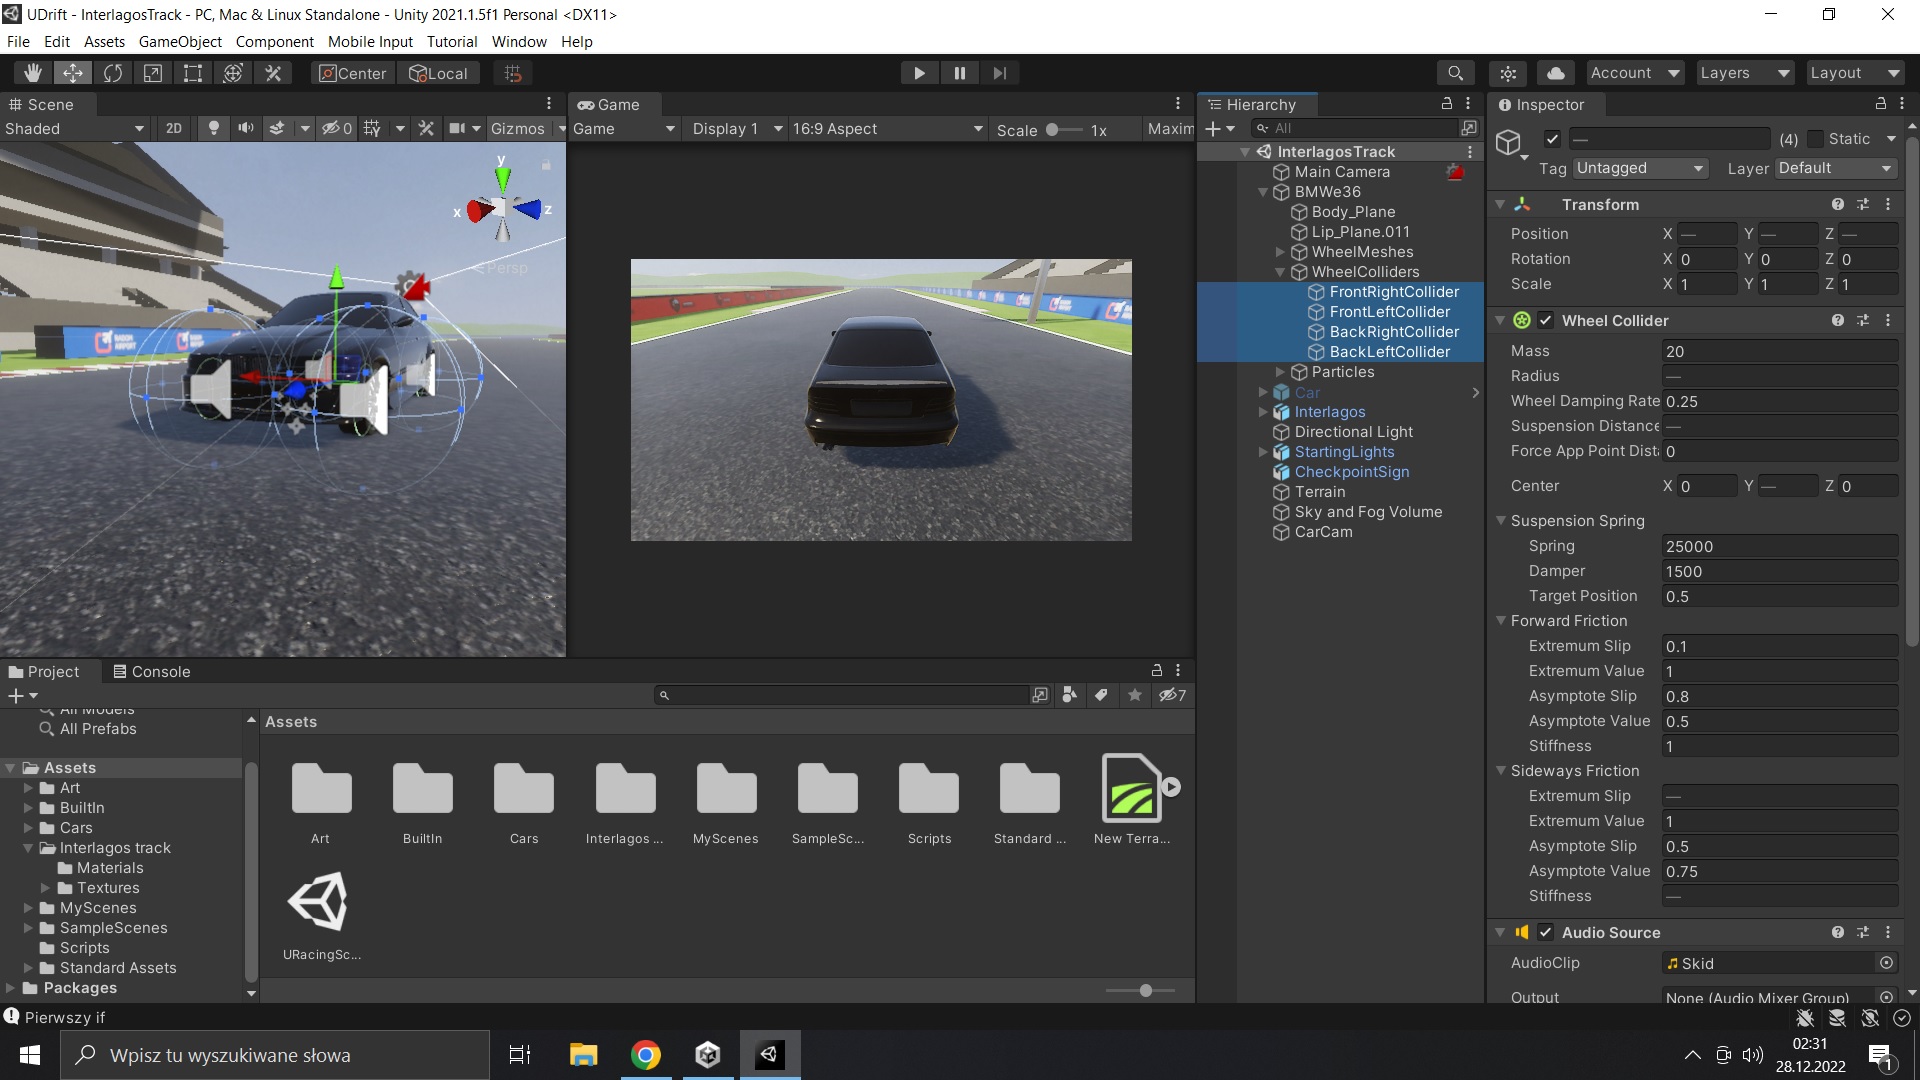 UDrift - InterlagosTrack - PC, Mac & Linux Standalone - Unity 2021.1.5f1 Personal <DX11>
File Edit Assets GameObject Component Mobile Input Tutorial Window Help
Center Local Account Layers Layout
Scene
Shaded 2D 0 Gizmos
y
x z
Persp
Game
Game Display 1 16:9 Aspect Scale 1x Maxim
Hierarchy
All
InterlagosTrack
Main Camera
BMWe36
Body_Plane
Lip_Plane.011
WheelMeshes
WheelColliders
FrontRightCollider
FrontLeftCollider
BackRightCollider
BackLeftCollider
Particles
Car
Interlagos
Directional Light
StartingLights
CheckpointSign
Terrain
Sky and Fog Volume
CarCam
Inspector
— (4) Static
Tag Untagged Layer Default
Transform
Position X — Y — Z —
Rotation X 0 Y 0 Z 0
Scale X 1 Y 1 Z 1
Wheel Collider
Mass 20
Radius —
Wheel Damping Rate 0.25
Suspension Distance —
Force App Point Dist 0
Center X 0 Y — Z 0
Suspension Spring
Spring 25000
Damper 1500
Target Position 0.5
Forward Friction
Extremum Slip 0.1
Extremum Value 1
Asymptote Slip 0.8
Asymptote Value 0.5
Stiffness 1
Sideways Friction
Extremum Slip —
Extremum Value 1
Asymptote Slip 0.5
Asymptote Value 0.75
Stiffness —
Audio Source
AudioClip Skid
Output None (Audio Mixer Group)
Project Console
7
All Models
All Prefabs
Assets
Art
BuiltIn
Cars
Interlagos track
Materials
Textures
MyScenes
SampleScenes
Scripts
Standard Assets
Packages
Assets
Art BuiltIn Cars Interlagos ... MyScenes SampleSc... Scripts Standard ... New Terra...
URacingSc...
Pierwszy if
Wpisz tu wyszukiwane słowa
02:31
28.12.2022
1